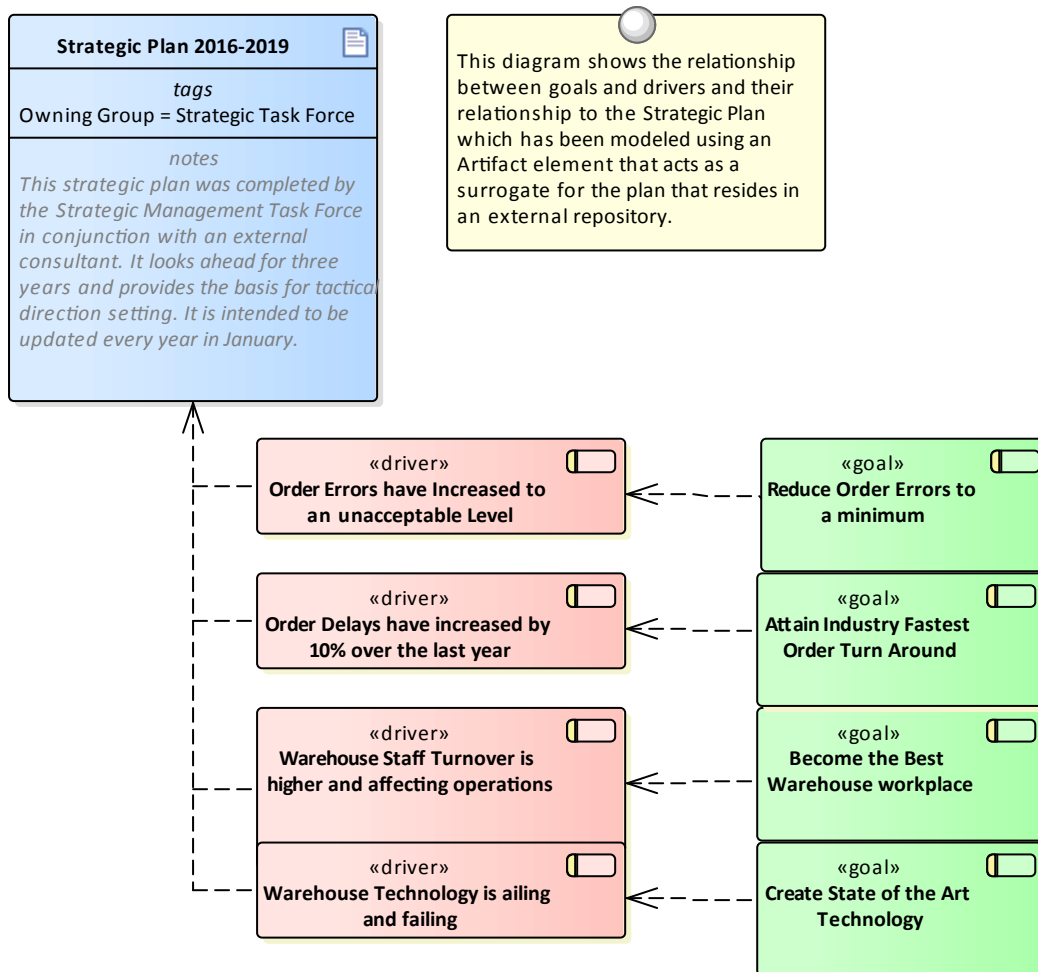 Strategic Plan 2016-2019
tags
Owning Group = Strategic Task Force
notes
This strategic plan was completed by
the Strategic Management Task Force
in conjunction with an external
consultant. It looks ahead for three
years and provides the basis for tactical
direction setting. It is intended to be
updated every year in January.
This diagram shows the relationship
between goals and drivers and their
relationship to the Strategic Plan
which has been modeled using an
Artifact element that acts as a
surrogate for the plan that resides in
an external repository.
«driver»
Order Errors have Increased to
an unacceptable Level
«goal»
Reduce Order Errors to
a minimum
«driver»
Order Delays have increased by
10% over the last year
«goal»
Attain Industry Fastest
Order Turn Around
«driver»
Warehouse Staff Turnover is
higher and affecting operations
«goal»
Become the Best
Warehouse workplace
«driver»
Warehouse Technology is ailing
and failing
«goal»
Create State of the Art
Technology